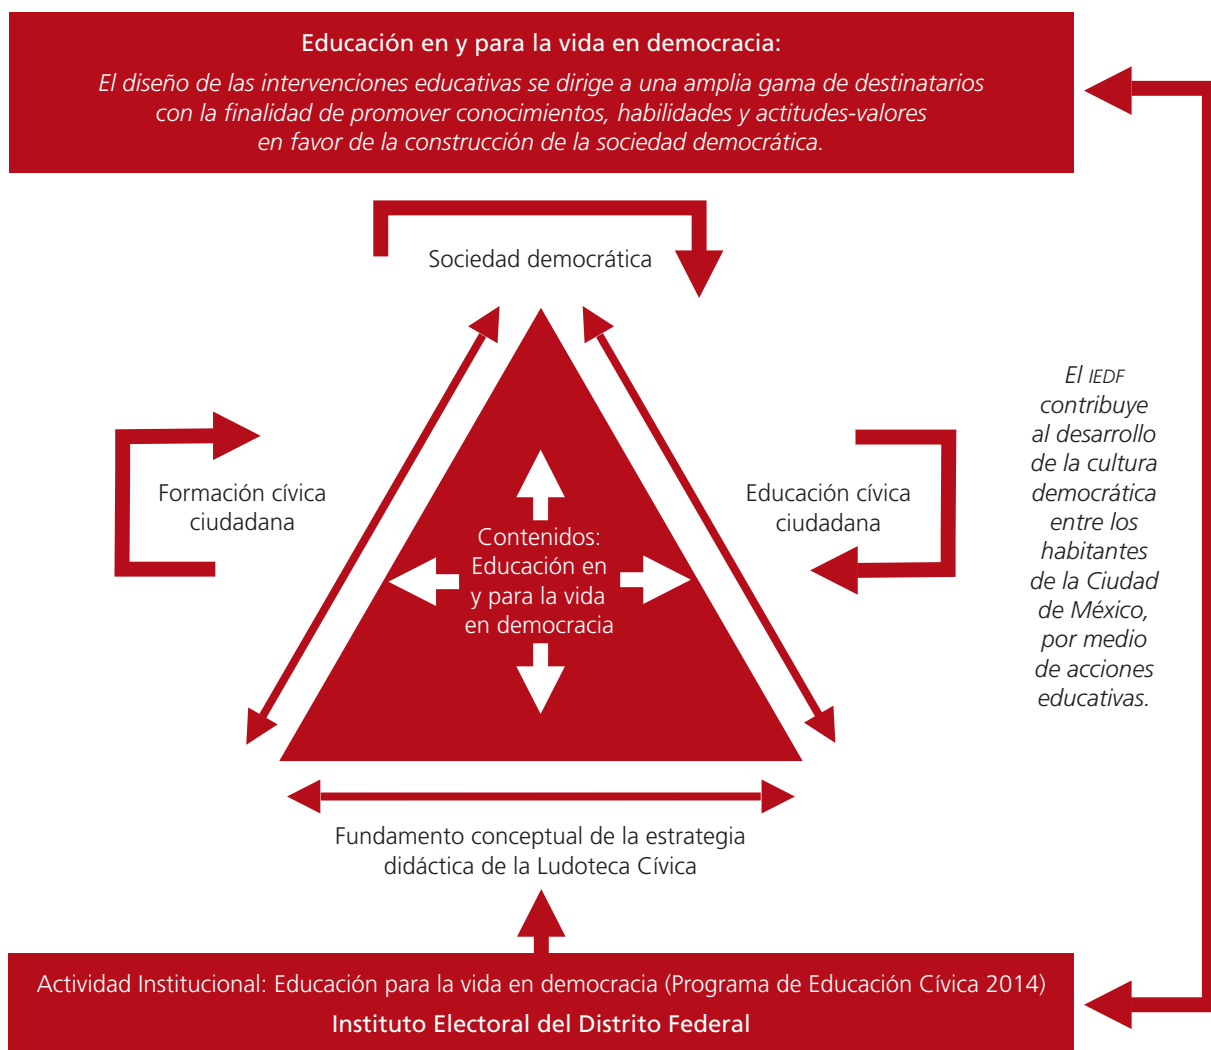 Educación en y para la vida en democracia:
El diseño de las intervenciones educativas se dirige a una amplia gama de destinatarios
con la finalidad de promover conocimientos, habilidades y actitudes-valores
en favor de la construcción de la sociedad democrática.
Sociedad democrática
Formación cívica
ciudadana
Contenidos:
Educación en
y para la vida
en democracia
Educación cívica
ciudadana
El IEDF
contribuye
al desarrollo
de la cultura
democrática
entre los
habitantes
de la Ciudad
de México,
por medio
de acciones
educativas.
Fundamento conceptual de la estrategia
didáctica de la Ludoteca Cívica
Actividad Institucional: Educación para la vida en democracia (Programa de Educación Cívica 2014)
Instituto Electoral del Distrito Federal